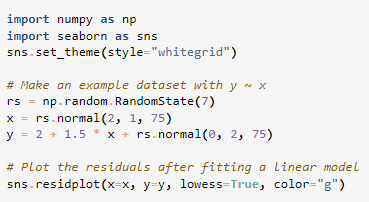 import numpy as np
import seaborn as sns
sns.set_theme(style="whitegrid")
# Make an example dataset with y ~ x
rs = np.random.RandomState(7)
x = rs.normal(2, 1, 75)
y = 2 + 1.5 * x + rs.normal(0, 2, 75)
# Plot the residuals after fitting a linear model
sns.residplot(x=x, y=y, lowess=True, color="g")